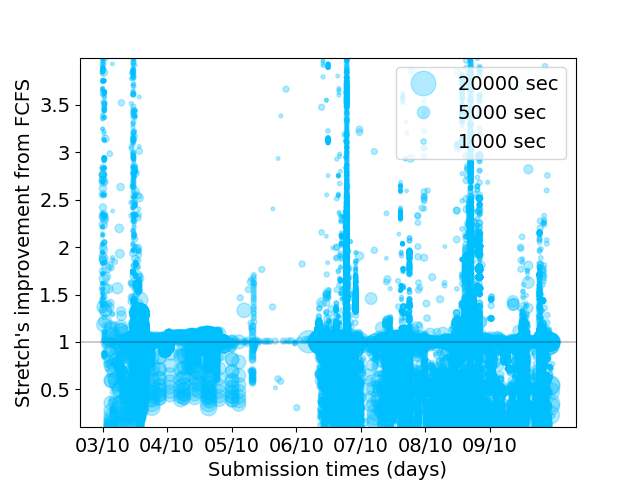 20000 sec
5000 sec
1000 sec
Stretch's improvement from FCFS
3.5
3
2.5
2
1.5
1
0.5
03/10 04/10 05/10 06/10 07/10 08/10 09/10
Submission times (days)